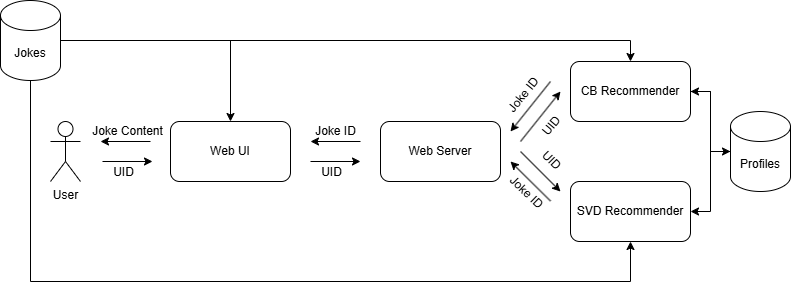 Jokes
Joke ID
CB Recommender
UID
Joke Content
Joke ID
Web UI
Web Server
Profiles
UID
UID
UID
Joke ID
User
SVD Recommender